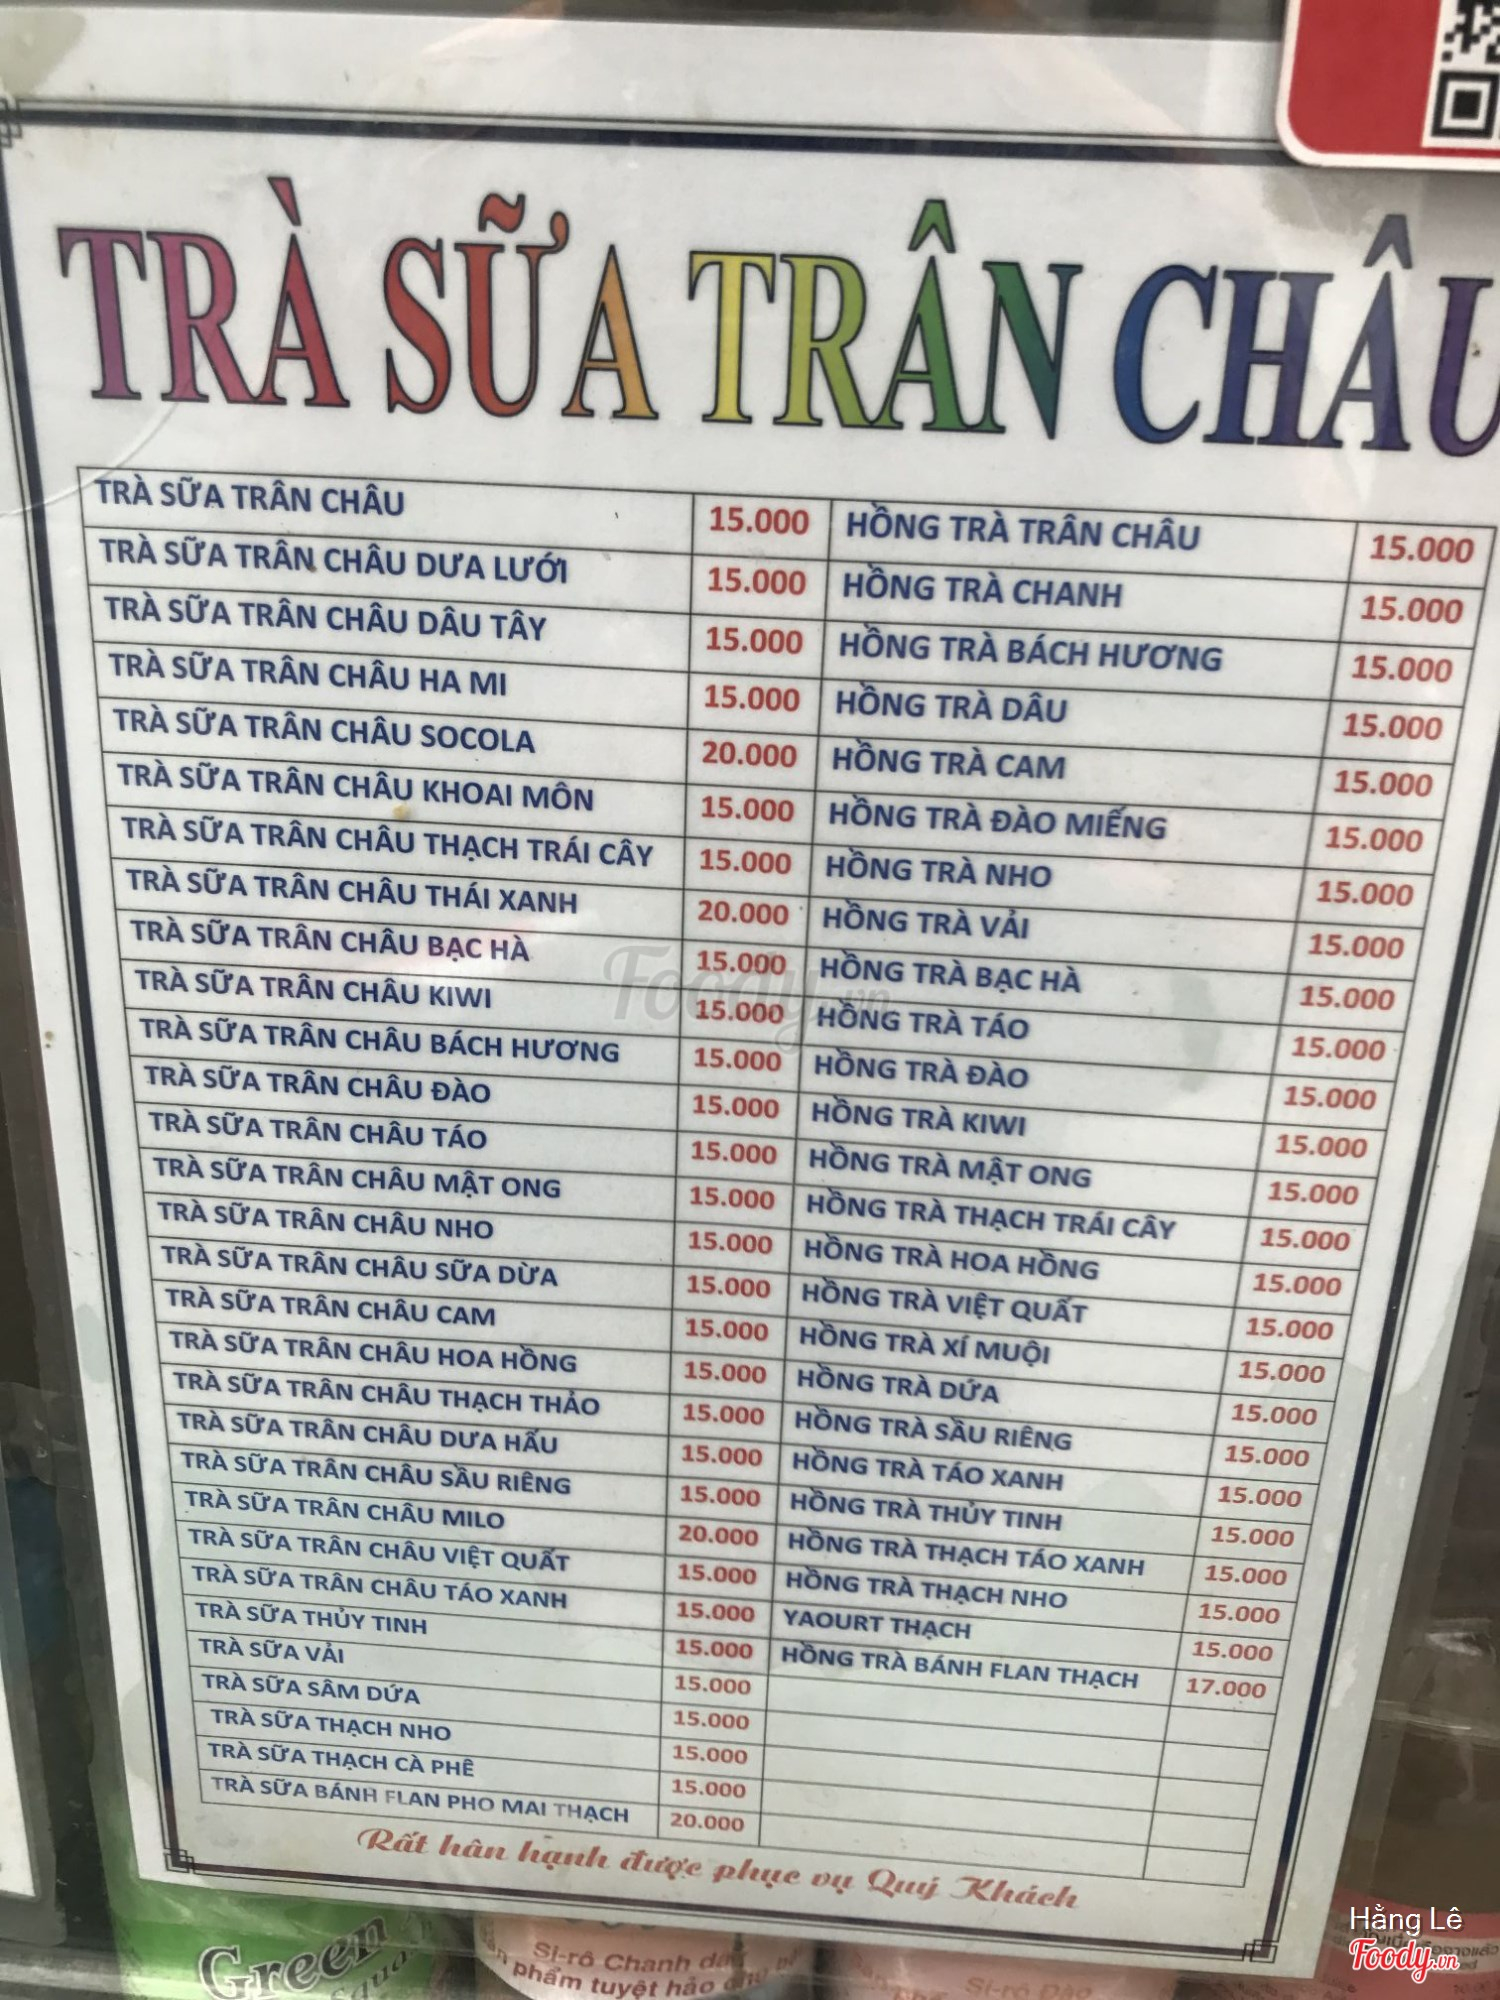 TRÀ SỮA TRÂN CHÂU
TRÀ SỮA TRÂN CHÂU 15.000 HỒNG TRÀ TRÂN CHÂU 15.000
TRÀ SỮA TRÂN CHÂU DƯA LƯỚI 15.000 HỒNG TRÀ CHANH 15.000
TRÀ SỮA TRÂN CHÂU DÂU TÂY 15.000 HỒNG TRÀ BÁCH HƯƠNG 15.000
TRÀ SỮA TRÂN CHÂU HA MI 15.000 HỒNG TRÀ DÂU 15.000
TRÀ SỮA TRÂN CHÂU SOCOLA 20.000 HỒNG TRÀ CAM 15.000
TRÀ SỮA TRÂN CHÂU KHOAI MÔN 15.000 HỒNG TRÀ ĐÀO MIẾNG 15.000
TRÀ SỮA TRÂN CHÂU THẠCH TRÁI CÂY 15.000 HỒNG TRÀ NHO 15.000
TRÀ SỮA TRÂN CHÂU THÁI XANH 20.000 HỒNG TRÀ VẢI 15.000
TRÀ SỮA TRÂN CHÂU BẠC HÀ 15.000 HỒNG TRÀ BẠC HÀ 15.000
TRÀ SỮA TRÂN CHÂU KIWI 15.000 HỒNG TRÀ TÁO 15.000
TRÀ SỮA TRÂN CHÂU BÁCH HƯƠNG 15.000 HỒNG TRÀ ĐÀO 15.000
TRÀ SỮA TRÂN CHÂU ĐÀO 15.000 HỒNG TRÀ KIWI 15.000
TRÀ SỮA TRÂN CHÂU TÁO 15.000 HỒNG TRÀ MẬT ONG 15.000
TRÀ SỮA TRÂN CHÂU MẬT ONG 15.000 HỒNG TRÀ THẠCH TRÁI CÂY 15.000
TRÀ SỮA TRÂN CHÂU NHO 15.000 HỒNG TRÀ HOA HỒNG 15.000
TRÀ SỮA TRÂN CHÂU SỮA DỪA 15.000 HỒNG TRÀ VIỆT QUẤT 15.000
TRÀ SỮA TRÂN CHÂU CAM 15.000 HỒNG TRÀ XÍ MUỘI 15.000
TRÀ SỮA TRÂN CHÂU HOA HỒNG 15.000 HỒNG TRÀ DỨA 15.000
TRÀ SỮA TRÂN CHÂU THẠCH THẢO 15.000 HỒNG TRÀ SẦU RIÊNG 15.000
TRÀ SỮA TRÂN CHÂU DƯA HẤU 15.000 HỒNG TRÀ TÁO XANH 15.000
TRÀ SỮA TRÂN CHÂU SẦU RIÊNG 15.000 HỒNG TRÀ THỦY TINH 15.000
TRÀ SỮA TRÂN CHÂU MILO 20.000 HỒNG TRÀ THẠCH TÁO XANH 15.000
TRÀ SỮA TRÂN CHÂU VIỆT QUẤT 15.000 HỒNG TRÀ THẠCH NHO 15.000
TRÀ SỮA TRÂN CHÂU TÁO XANH 15.000 YAOURT THẠCH 15.000
TRÀ SỮA THỦY TINH 15.000 HỒNG TRÀ BÁNH FLAN THẠCH 17.000
TRÀ SỮA VẢI 15.000
TRÀ SỮA SÂM DỨA 15.000
TRÀ SỮA THẠCH NHO 15.000
TRÀ SỮA THẠCH CÀ PHÊ 15.000
TRÀ SỮA BÁNH FLAN PHO MAI THẠCH 20.000
Rất hân hạnh được phục vụ Quý Khách
Foody.vn
Green
Si-rô Chanh
phẩm tuyệt hảo
Si-rô Đào
Hằng Lê
Foody.vn